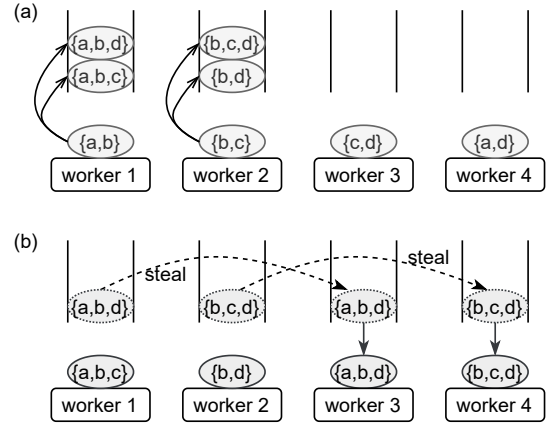 (a)
{a,b,d} {b,c,d}
{a,b,c} {b,d}
{a,b} {b,c} {c,d} {a,d}
worker 1 worker 2 worker 3 worker 4
(b)
steal steal
{a,b,d} {b,c,d} {a,b,d} {b,c,d}
{a,b,c} {b,d} {a,b,d} {b,c,d}
worker 1 worker 2 worker 3 worker 4